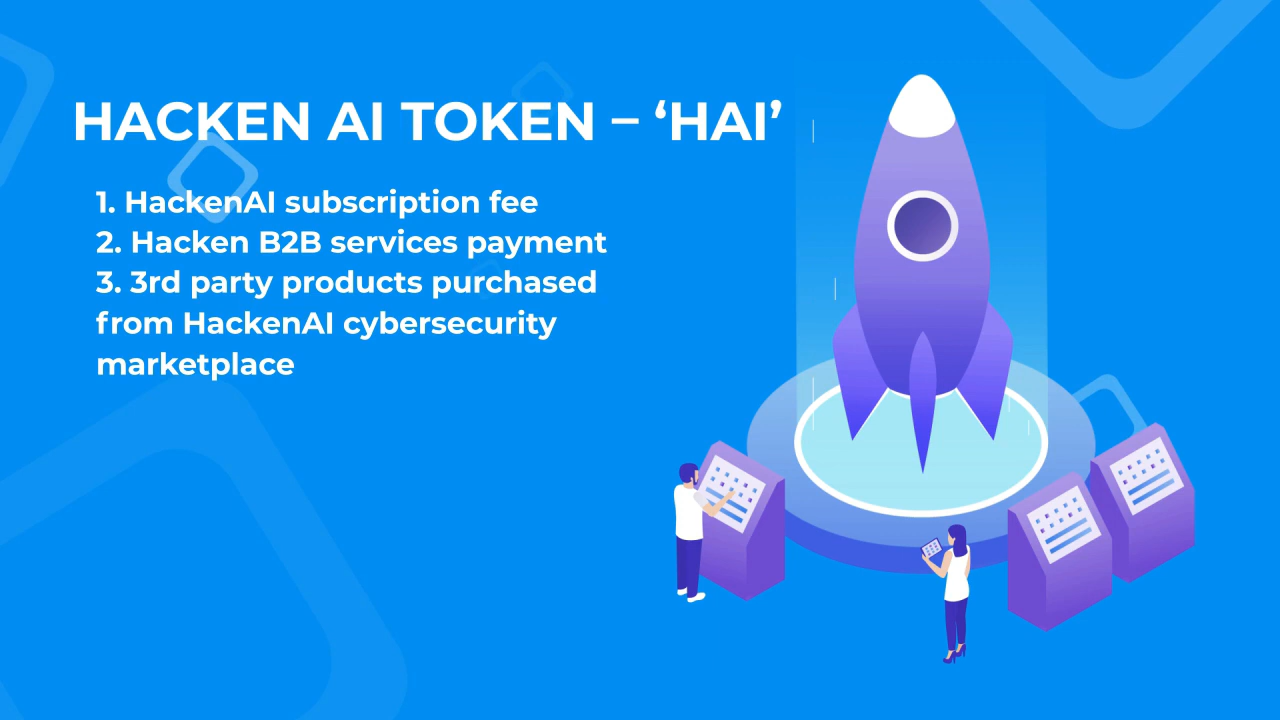 HACKEN AI TOKEN – ‘HAI’
1. HackenAI subscription fee
2. Hacken B2B services payment
3. 3rd party products purchased
from HackenAI cybersecurity
marketplace